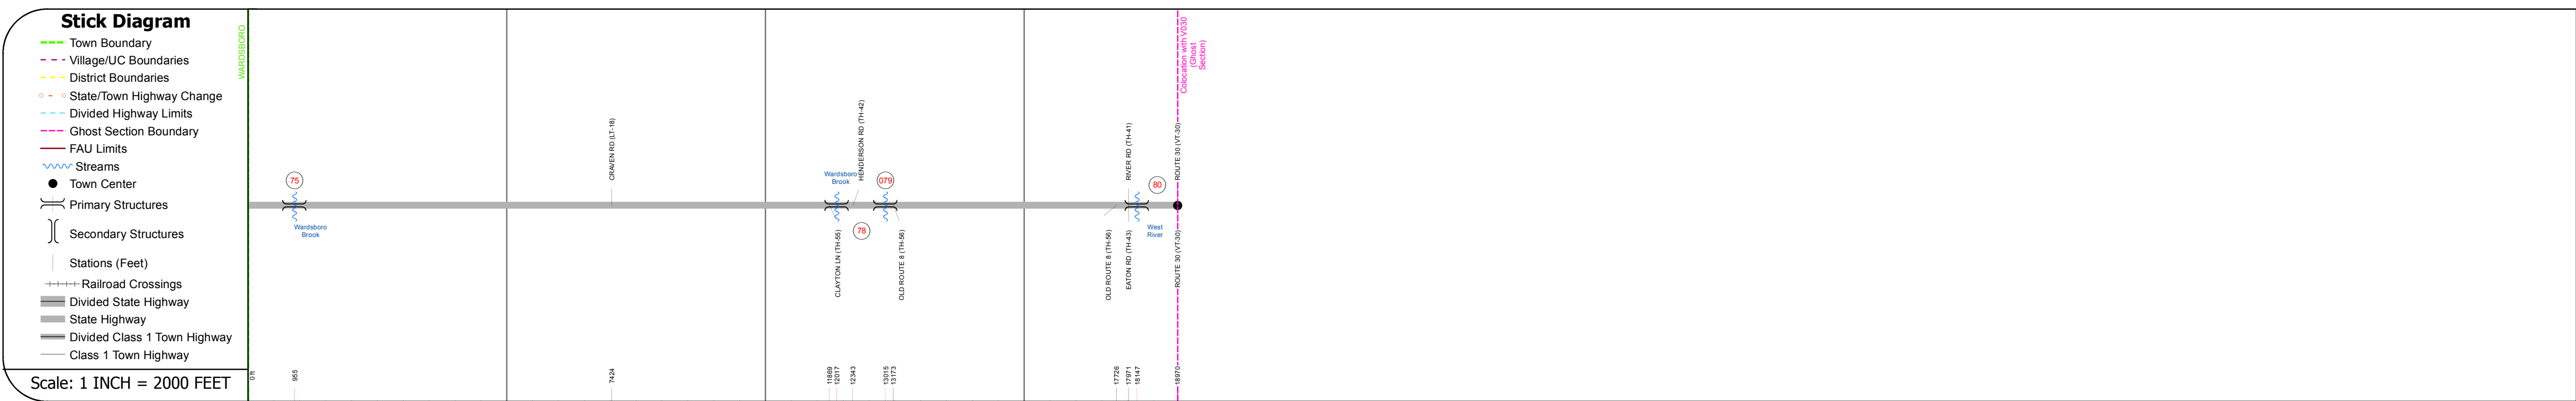 Stick Diagram
Town Boundary
Village/UC Boundaries
District Boundaries
State/Town Highway Change
Divided Highway Limits
Ghost Section Boundary
FAU Limits
Streams
Town Center
Primary Structures
Secondary Structures
Stations (Feet)
Railroad Crossings
Divided State Highway
State Highway
Divided Class 1 Town Highway
Class 1 Town Highway
Scale: 1 INCH = 2000 FEET
WARDSBORO
75
Wardsboro
Brook
CRAVEN RD (LT-18)
Wardsboro
Brook
CLAYTON LN (TH-55)
HENDERSON RD (TH-42)
78
079
OLD ROUTE 8 (TH-56)
OLD ROUTE 8 (TH-56)
RIVER RD (TH-41)
EATON RD (TH-43)
80
West
River
ROUTE 30 (VT-30)
ROUTE 30 (VT-30)
Colocation with V030
(Ghost
Section)
0 ft
955
7424
11869
12017
12343
13015
13173
17726
17971
18147
18970